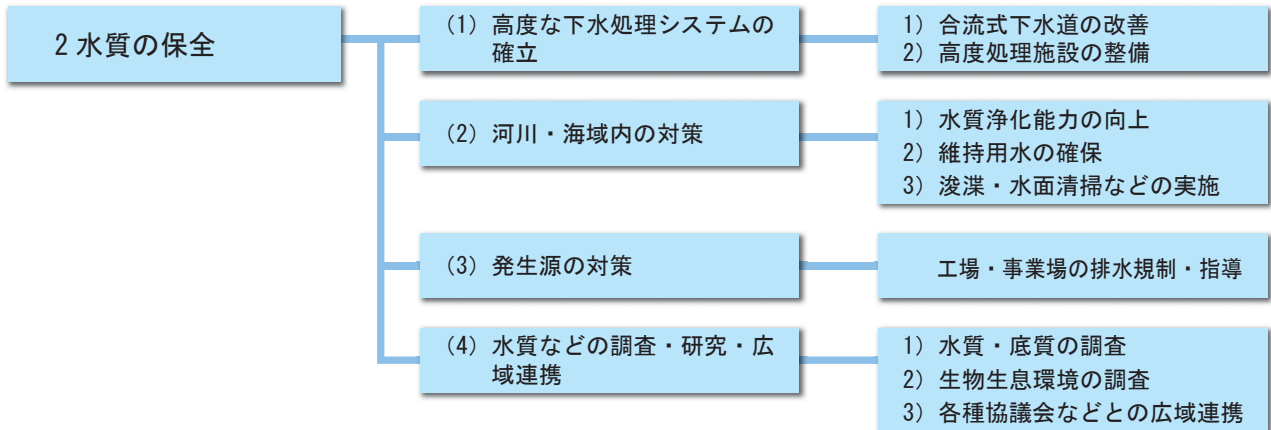 2 水質の保全
(1) 高度な下水処理システムの
確立
1) 合流式下水道の改善
2) 高度処理施設の整備
(2) 河川・海域内の対策
1) 水質浄化能力の向上
2) 維持用水の確保
3) 浚渫・水面清掃などの実施
(3) 発生源の対策
工場・事業場の排水規制・指導
(4) 水質などの調査・研究・広
域連携
1) 水質・底質の調査
2) 生物生息環境の調査
3) 各種協議会などとの広域連携